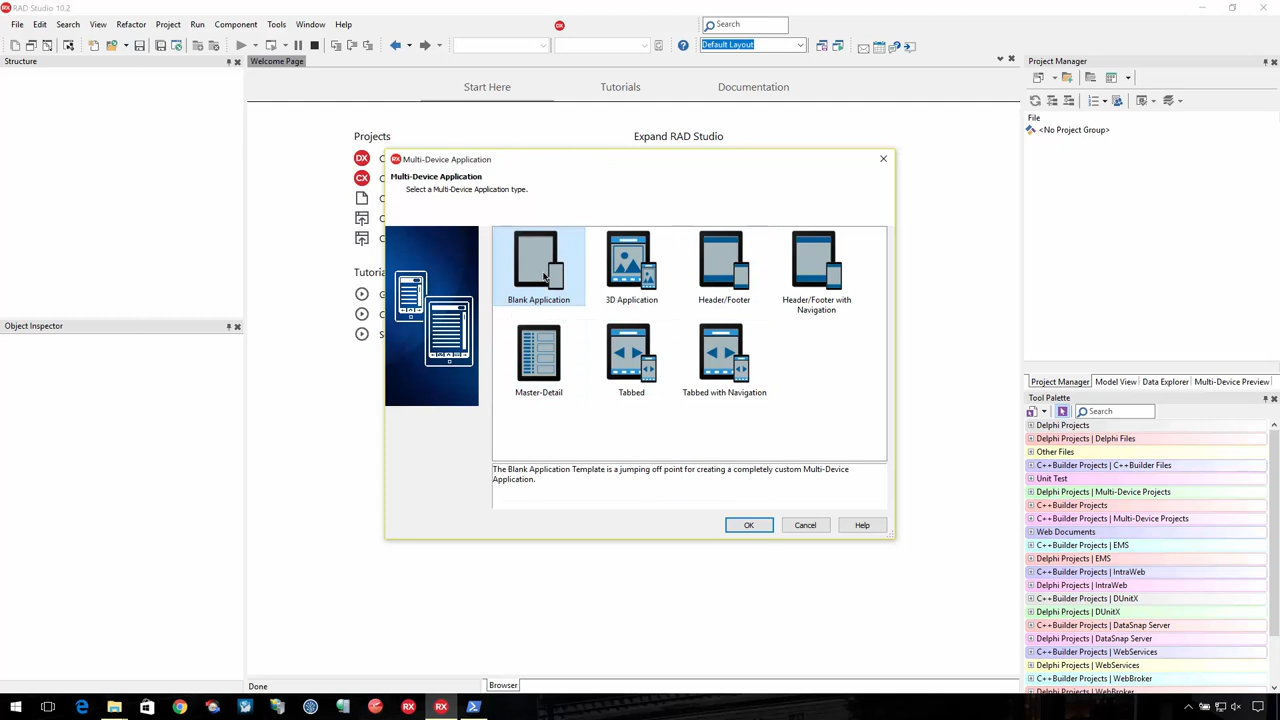 RAD Studio 10.2
File Edit Search View Refactor Project Run Component Tools Window Help
Search
Default Layout
Structure
Welcome Page
Project Manager
Start Here
Tutorials
Documentation
File
<No Project Group>
Projects
Expand RAD Studio
DX
CX
Multi-Device Application
Multi-Device Application
Select a Multi-Device Application type.
Blank Application
3D Application
Header/Footer
Header/Footer with
Navigation
Master-Detail
Tabbed
Tabbed with Navigation
The Blank Application Template is a jumping off point for creating a completely custom Multi-Device
Application.
OK
Cancel
Help
Object Inspector
Project Manager
Model View
Data Explorer
Multi-Device Preview
Tool Palette
Search
Delphi Projects
Delphi Projects | Delphi Files
Other Files
C++Builder Projects | C++Builder Files
Unit Test
Delphi Projects | Multi-Device Projects
C++Builder Projects
C++Builder Projects | Multi-Device Projects
Web Documents
C++Builder Projects | EMS
Delphi Projects | EMS
C++Builder Projects | IntraWeb
Delphi Projects | IntraWeb
C++Builder Projects | DUnitX
Delphi Projects | DUnitX
C++Builder Projects | DataSnap Server
Delphi Projects | DataSnap Server
C++Builder Projects | WebServices
Delphi Projects | WebServices
C++Builder Projects | WebBroker
Delphi Projects | WebBroker
Done
Browser
RX
RX